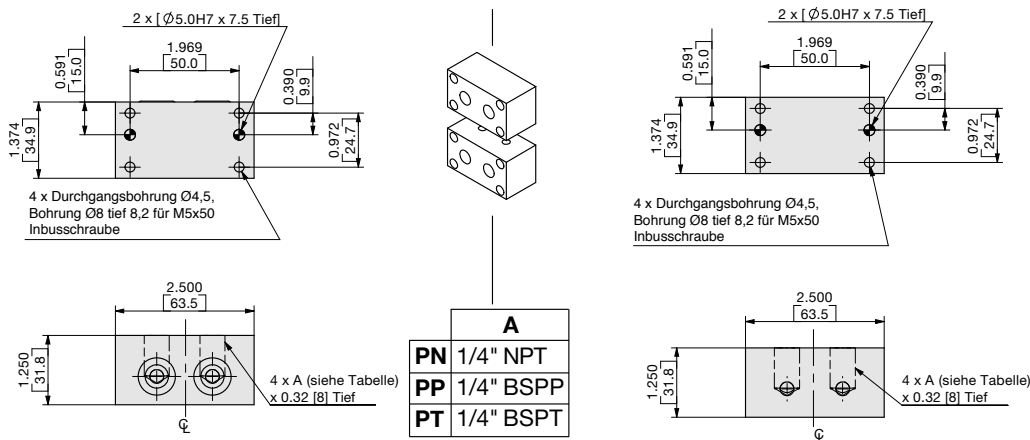 2 x [ Ø5.0H7 x 7.5 Tief]
1.969
[50.0]
0.591
[15.0]
0.390
[9.9]
1.374
[34.9]
0.972
[24.7]
4 x Durchgangsbohrung Ø4,5,
Bohrung Ø8 tief 8,2 für M5x50
Inbusschraube
2.500
[63.5]
1.250
[31.8]
4 x A (siehe Tabelle)
x 0.32 [8] Tief
℄
A
PN 1/4" NPT
PP 1/4" BSPP
PT 1/4" BSPT
2 x [ Ø5.0H7 x 7.5 Tief]
1.969
[50.0]
0.591
[15.0]
0.390
[9.9]
1.374
[34.9]
0.972
[24.7]
4 x Durchgangsbohrung Ø4,5,
Bohrung Ø8 tief 8,2 für M5x50
Inbusschraube
2.500
[63.5]
1.250
[31.8]
4 x A (siehe Tabelle)
x 0.32 [8] Tief
℄